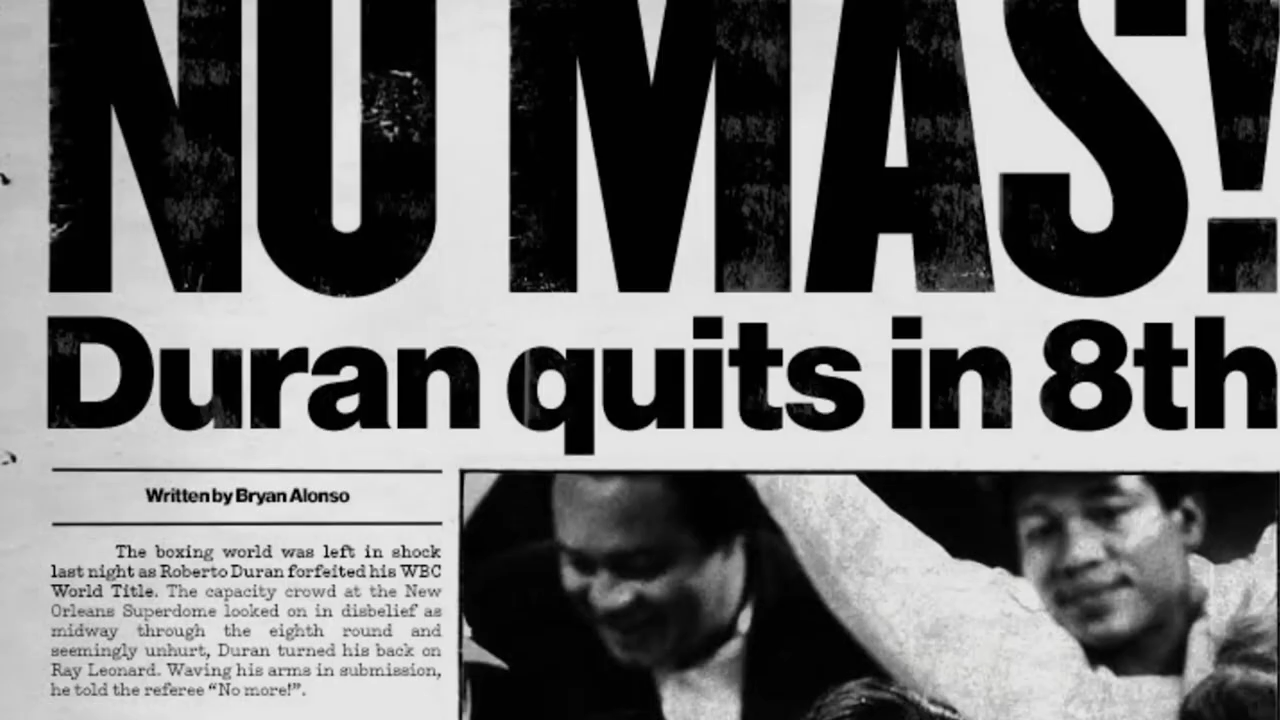 NO MAS!
Duran quits in 8th
Written by Bryan Alonso
The boxing world was left in shock
last night as Roberto Duran forfeited his WBC
World Title. The capacity crowd at the New
Orleans Superdome looked on in disbelief as
midway through the eighth round and
seemingly unhurt, Duran turned his back on
Ray Leonard. Waving his arms in submission,
he told the referee “No more!”.